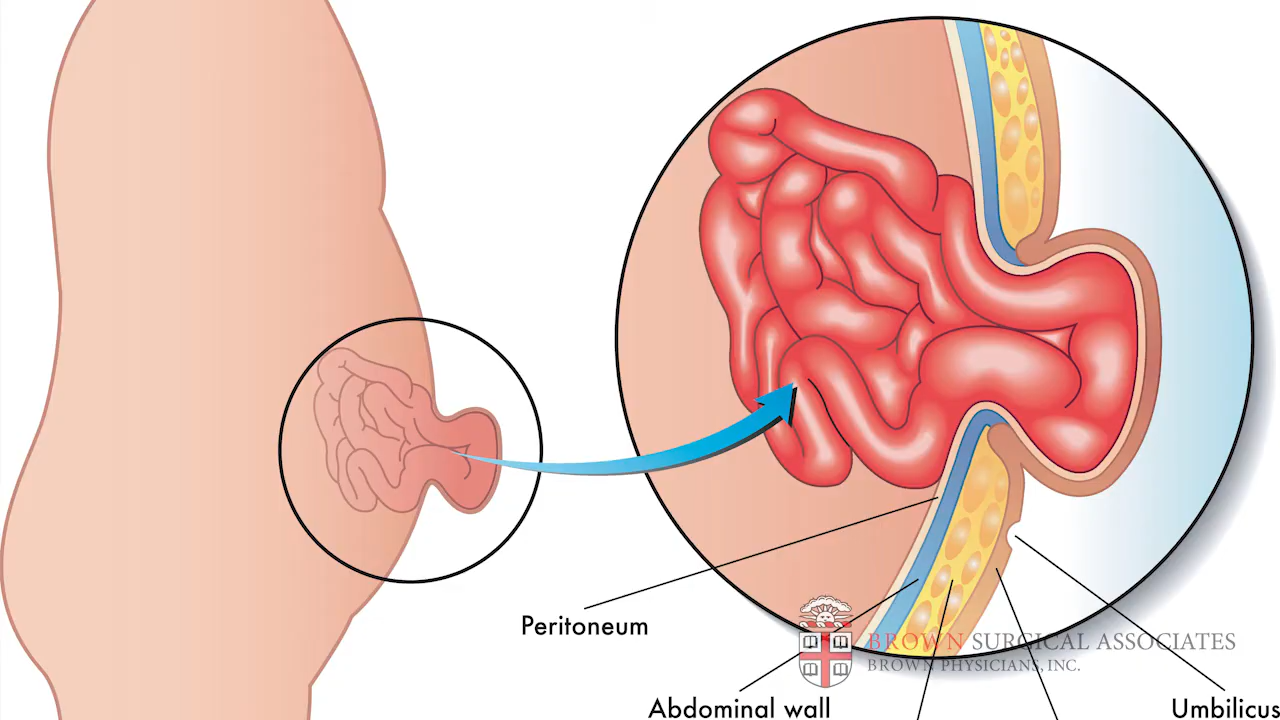 Peritoneum
BROWN SURGICAL ASSOCIATES
BROWN PHYSICIANS, INC.
Abdominal wall
Umbilicus